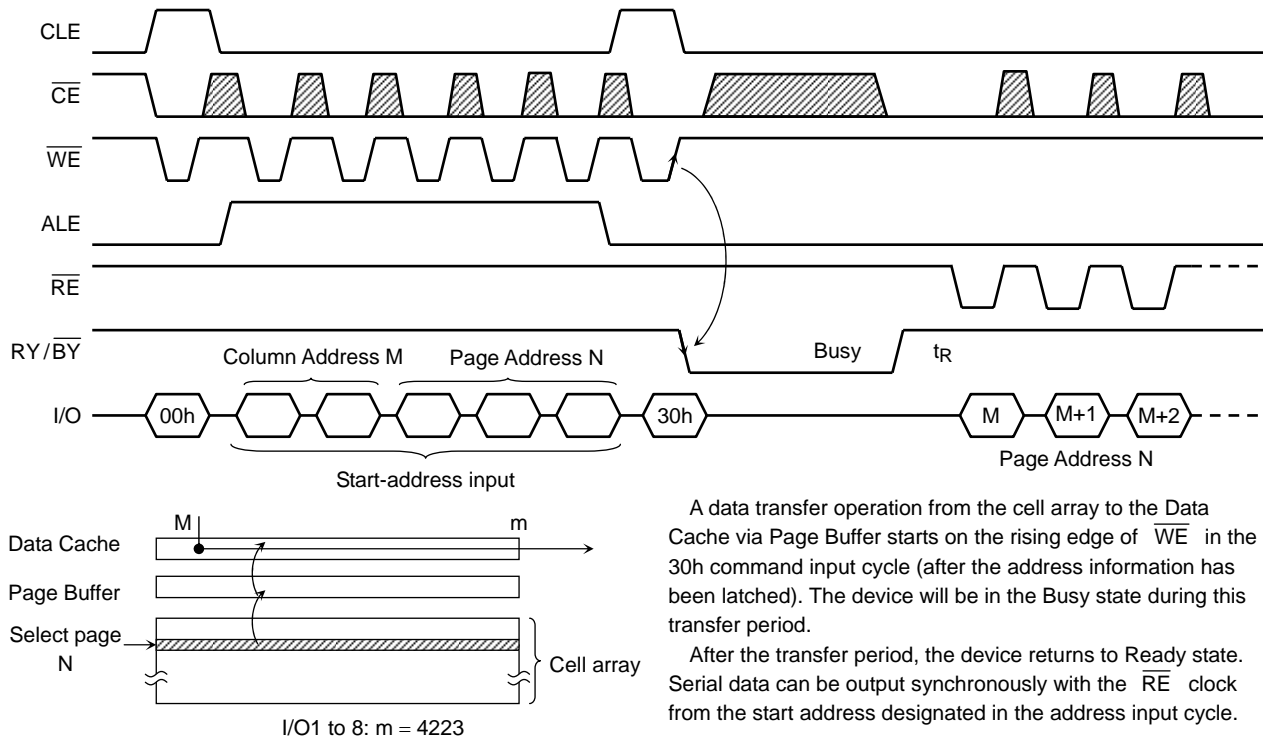 CLE
CE
WE
ALE
RE
RY/BY
Busy
tR
Column Address M
Page Address N
I/O
00h
30h
M
M+1
M+2
Start-address input
Page Address N
M
m
Data Cache
Page Buffer
Select page
N
Cell array
I/O1 to 8: m = 4223
A data transfer operation from the cell array to the Data
Cache via Page Buffer starts on the rising edge of WE in the
30h command input cycle (after the address information has
been latched). The device will be in the Busy state during this
transfer period.
After the transfer period, the device returns to Ready state.
Serial data can be output synchronously with the RE clock
from the start address designated in the address input cycle.